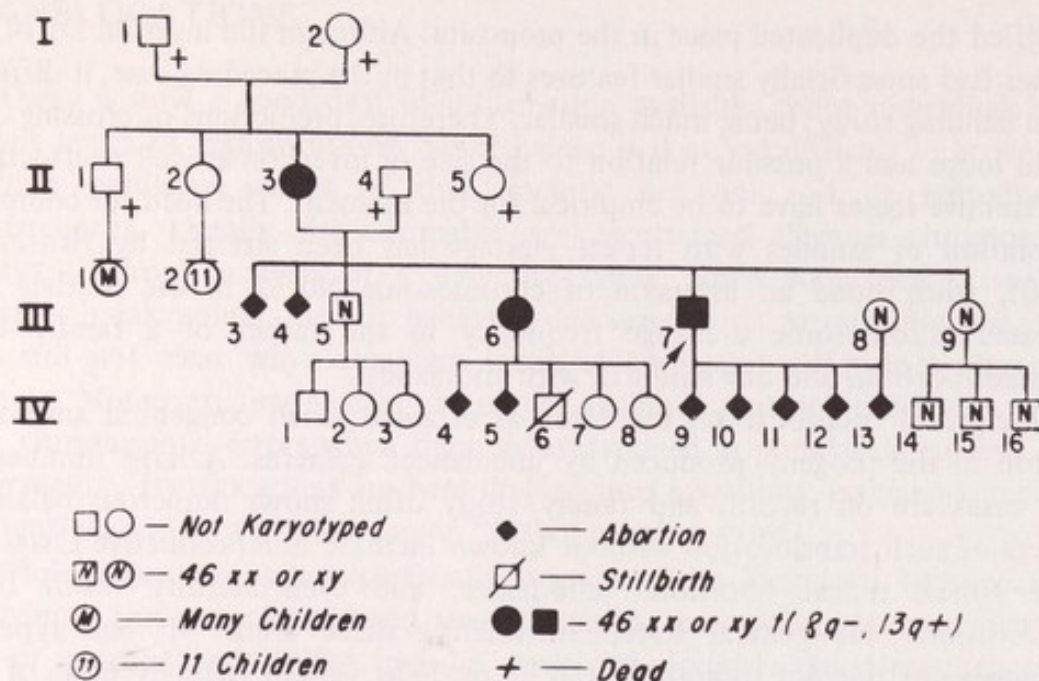 I
1 2
+ +
II
1 2 3 4 5
+ + +
1 M 2 11
III
3 4 N 5 6 7 N 8 N 9
IV
1 2 3 4 5 6 7 8 9 10 11 12 13 14 N 15 N 16 N
— Not Karyotyped
◆ — Abortion
N N — 46 xx or xy
— Stillbirth
M — Many Children
— 46 xx or xy t(8q-, 13q+)
11 — 11 Children
+ — Dead